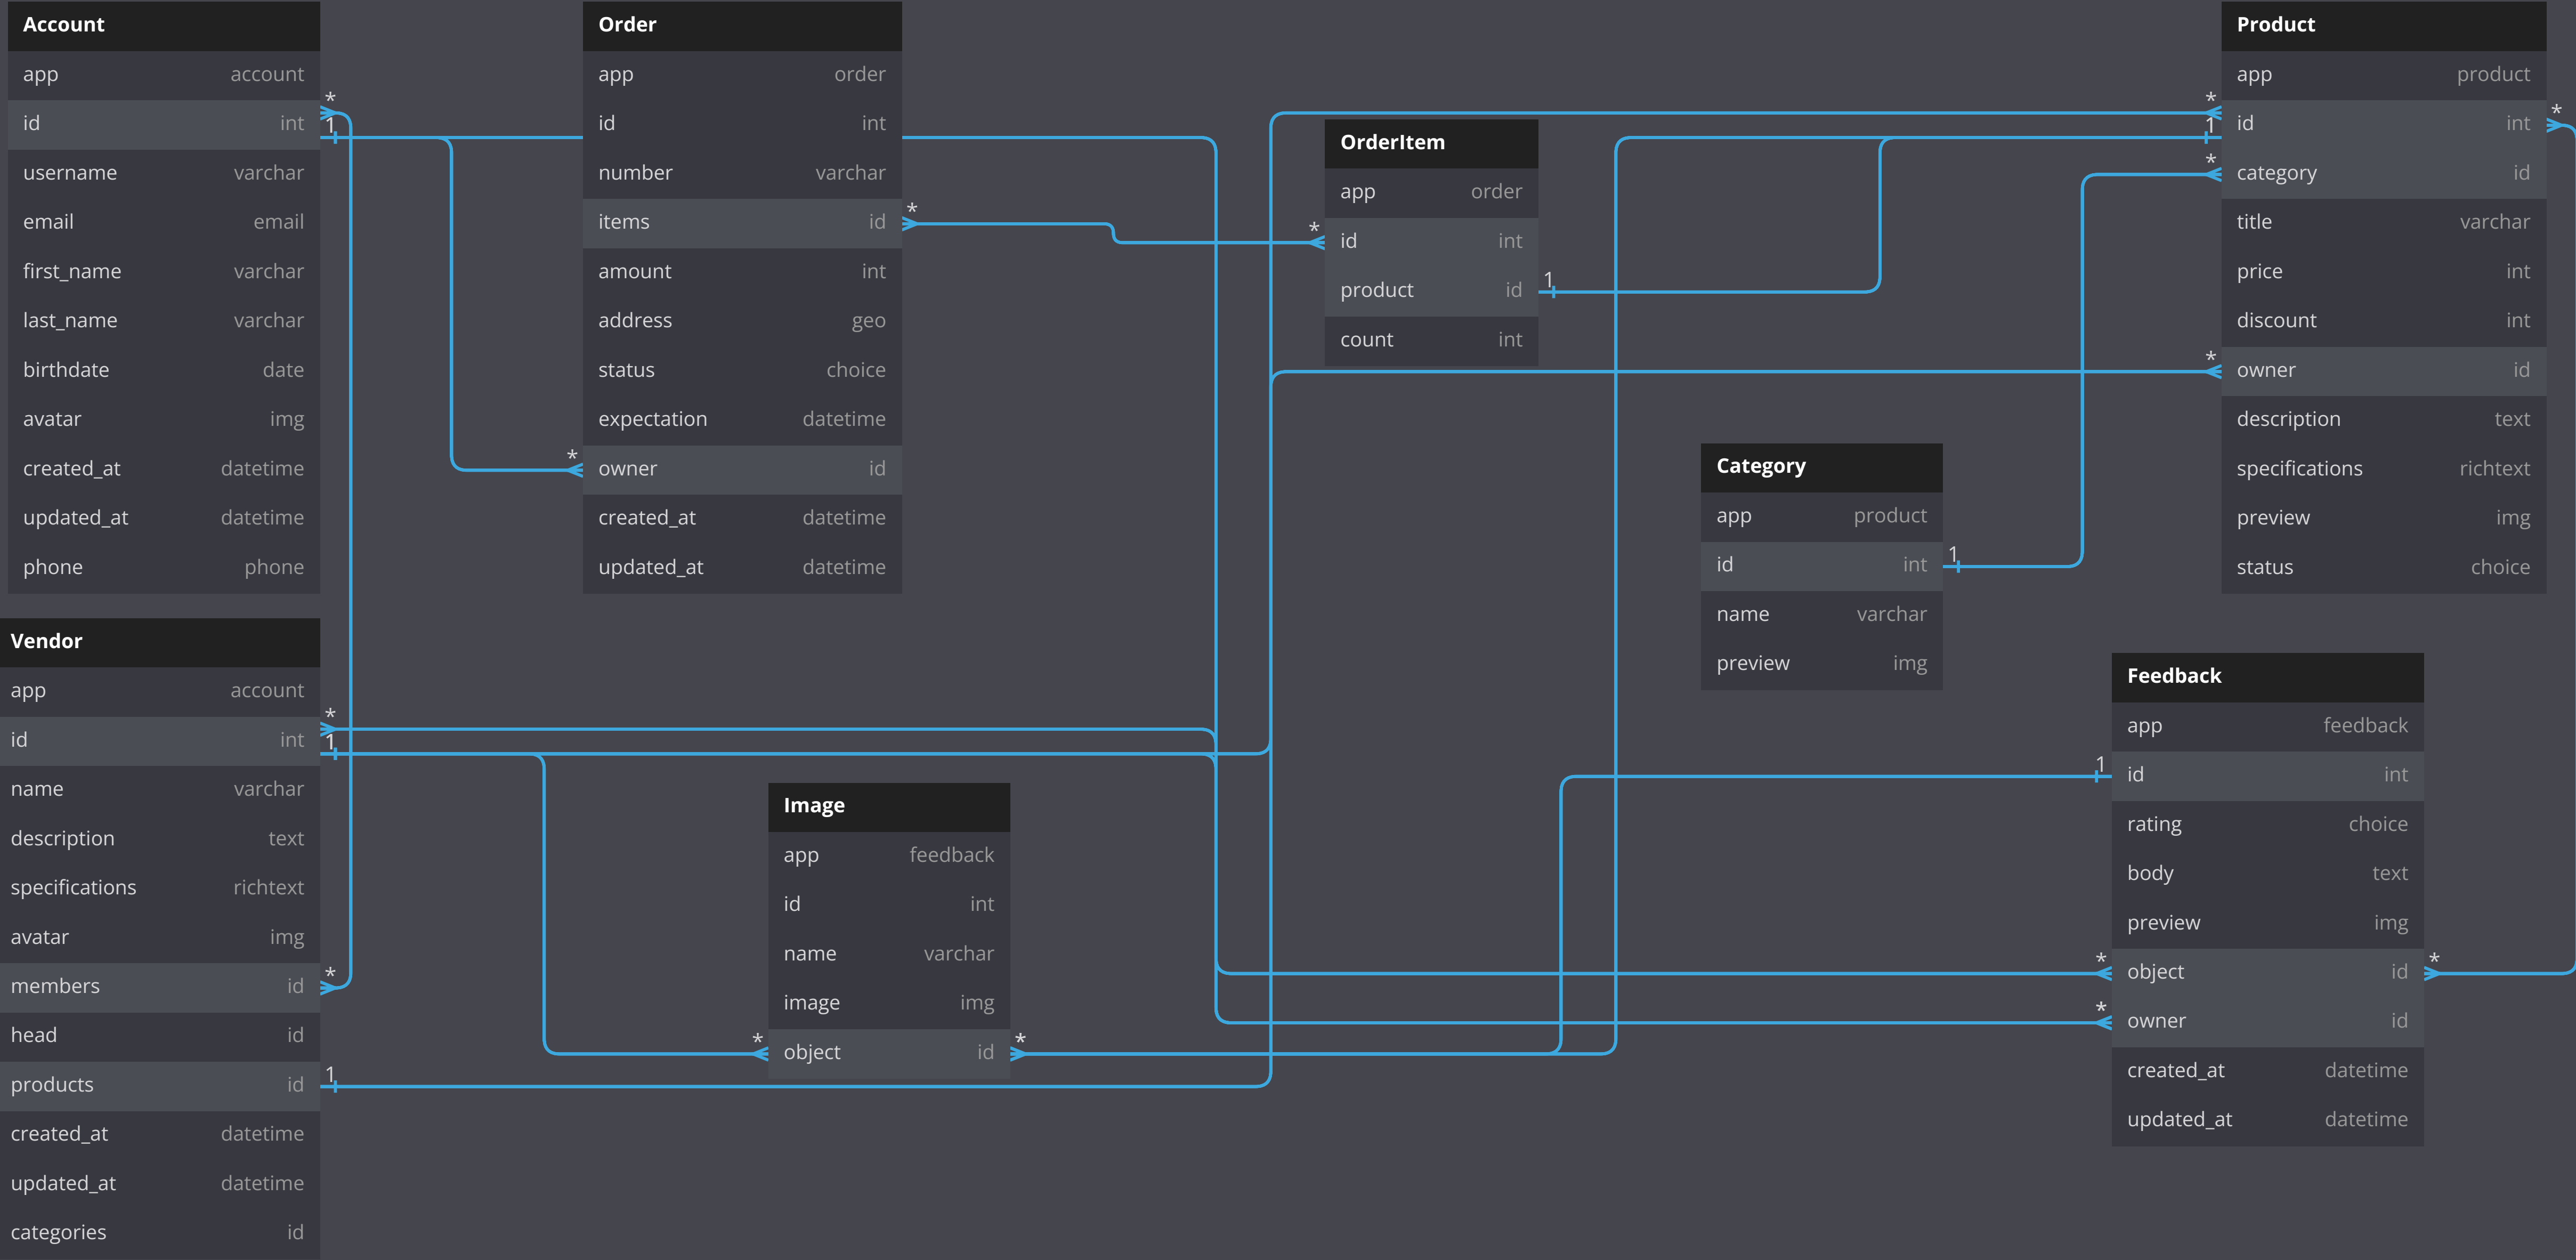 Account
app account
id int
username varchar
email email
first_name varchar
last_name varchar
birthdate date
avatar img
created_at datetime
updated_at datetime
phone phone
*
1
Order
app order
id int
number varchar
items id
amount int
address geo
status choice
expectation datetime
owner id
created_at datetime
updated_at datetime
*
*
OrderItem
app order
id int
product id
count int
*
1
Product
app product
id int
category id
title varchar
price int
discount int
owner id
description text
specifications richtext
preview img
status choice
*
1
*
*
*
Category
app product
id int
name varchar
preview img
1
Vendor
app account
id int
name varchar
description text
specifications richtext
avatar img
members id
head id
products id
created_at datetime
updated_at datetime
categories id
*
1
*
1
Image
app feedback
id int
name varchar
image img
object id
*
*
Feedback
app feedback
id int
rating choice
body text
preview img
object id
owner id
created_at datetime
updated_at datetime
1
*
*
*